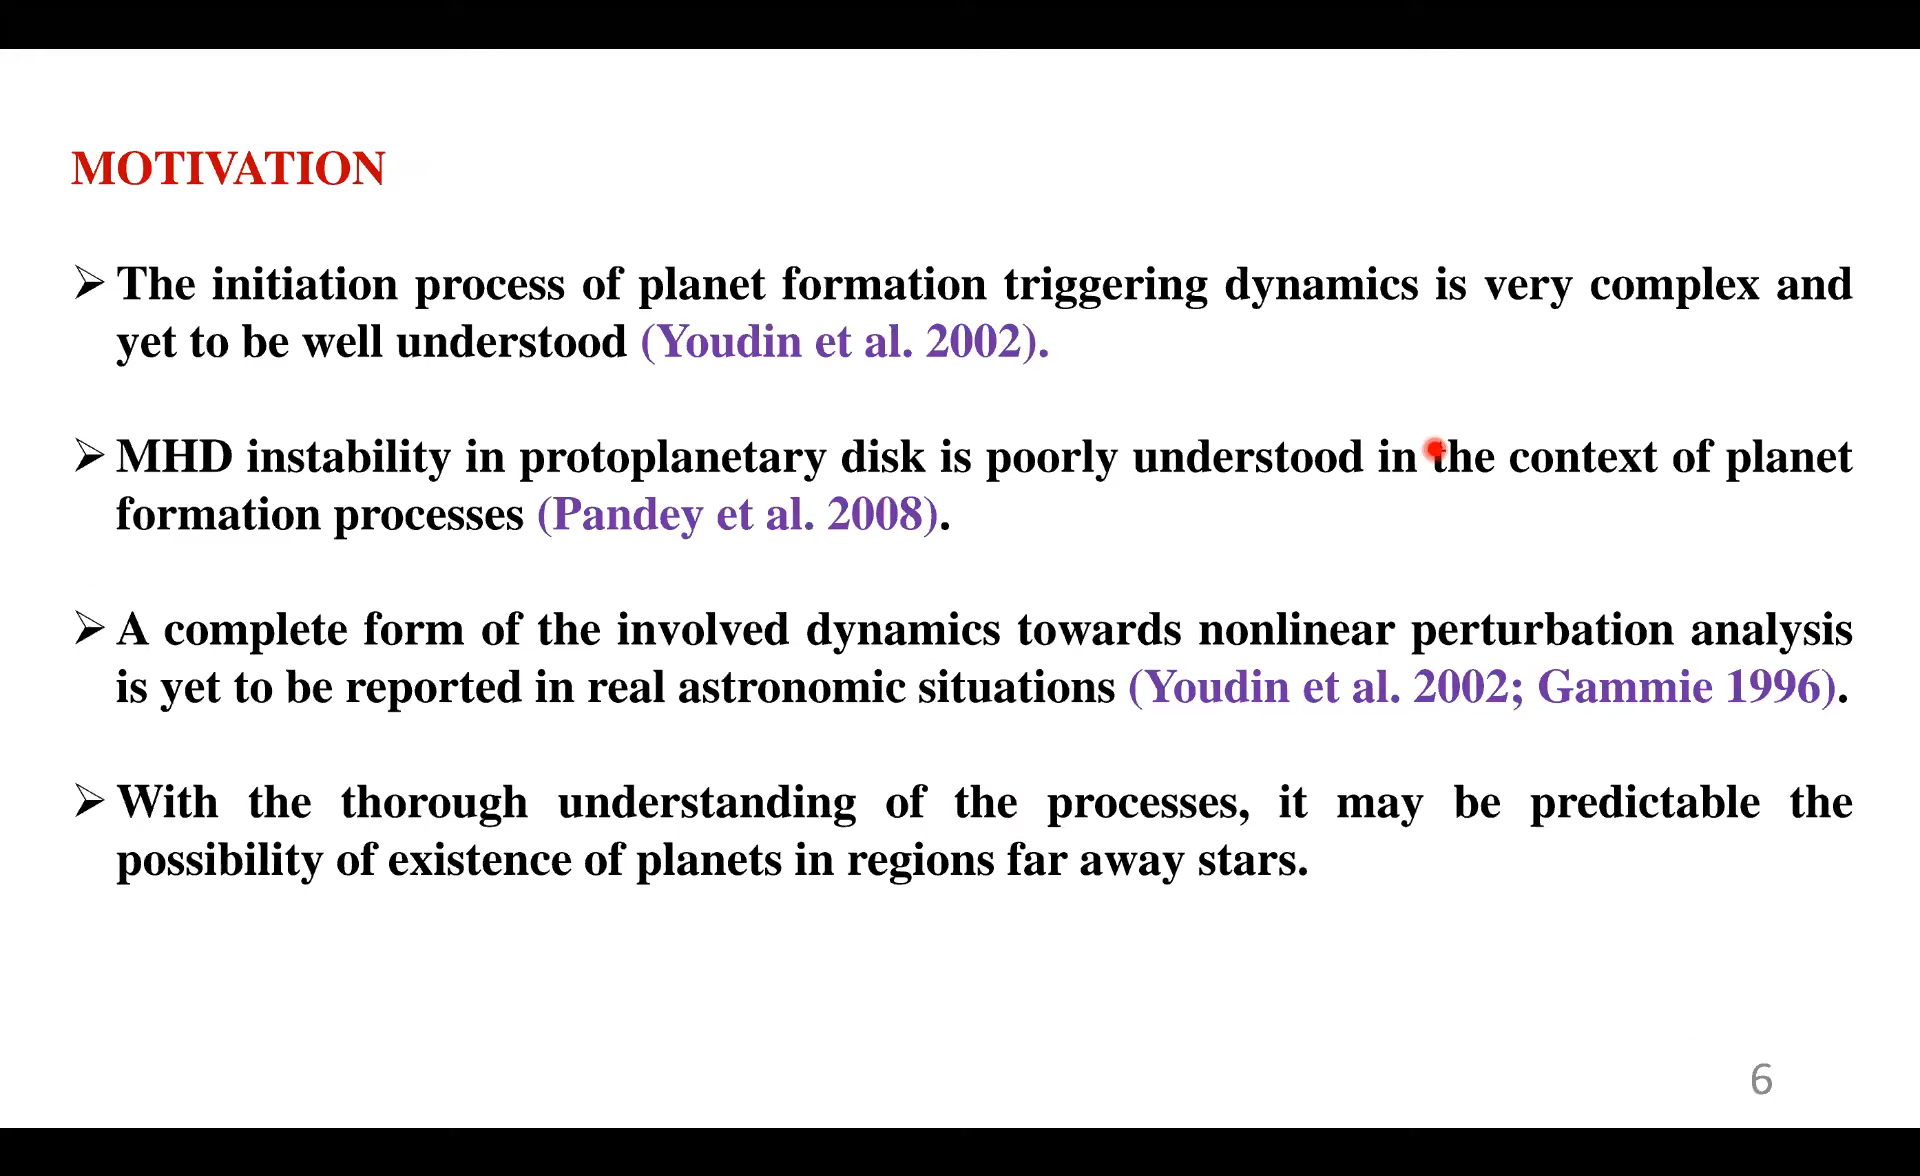 MOTIVATION
➢ The initiation process of planet formation triggering dynamics is very complex and
yet to be well understood (Youdin et al. 2002).
➢ MHD instability in protoplanetary disk is poorly understood in the context of planet
formation processes (Pandey et al. 2008).
➢ A complete form of the involved dynamics towards nonlinear perturbation analysis
is yet to be reported in real astronomic situations (Youdin et al. 2002; Gammie 1996).
➢ With the thorough understanding of the processes, it may be predictable the
possibility of existence of planets in regions far away stars.
6